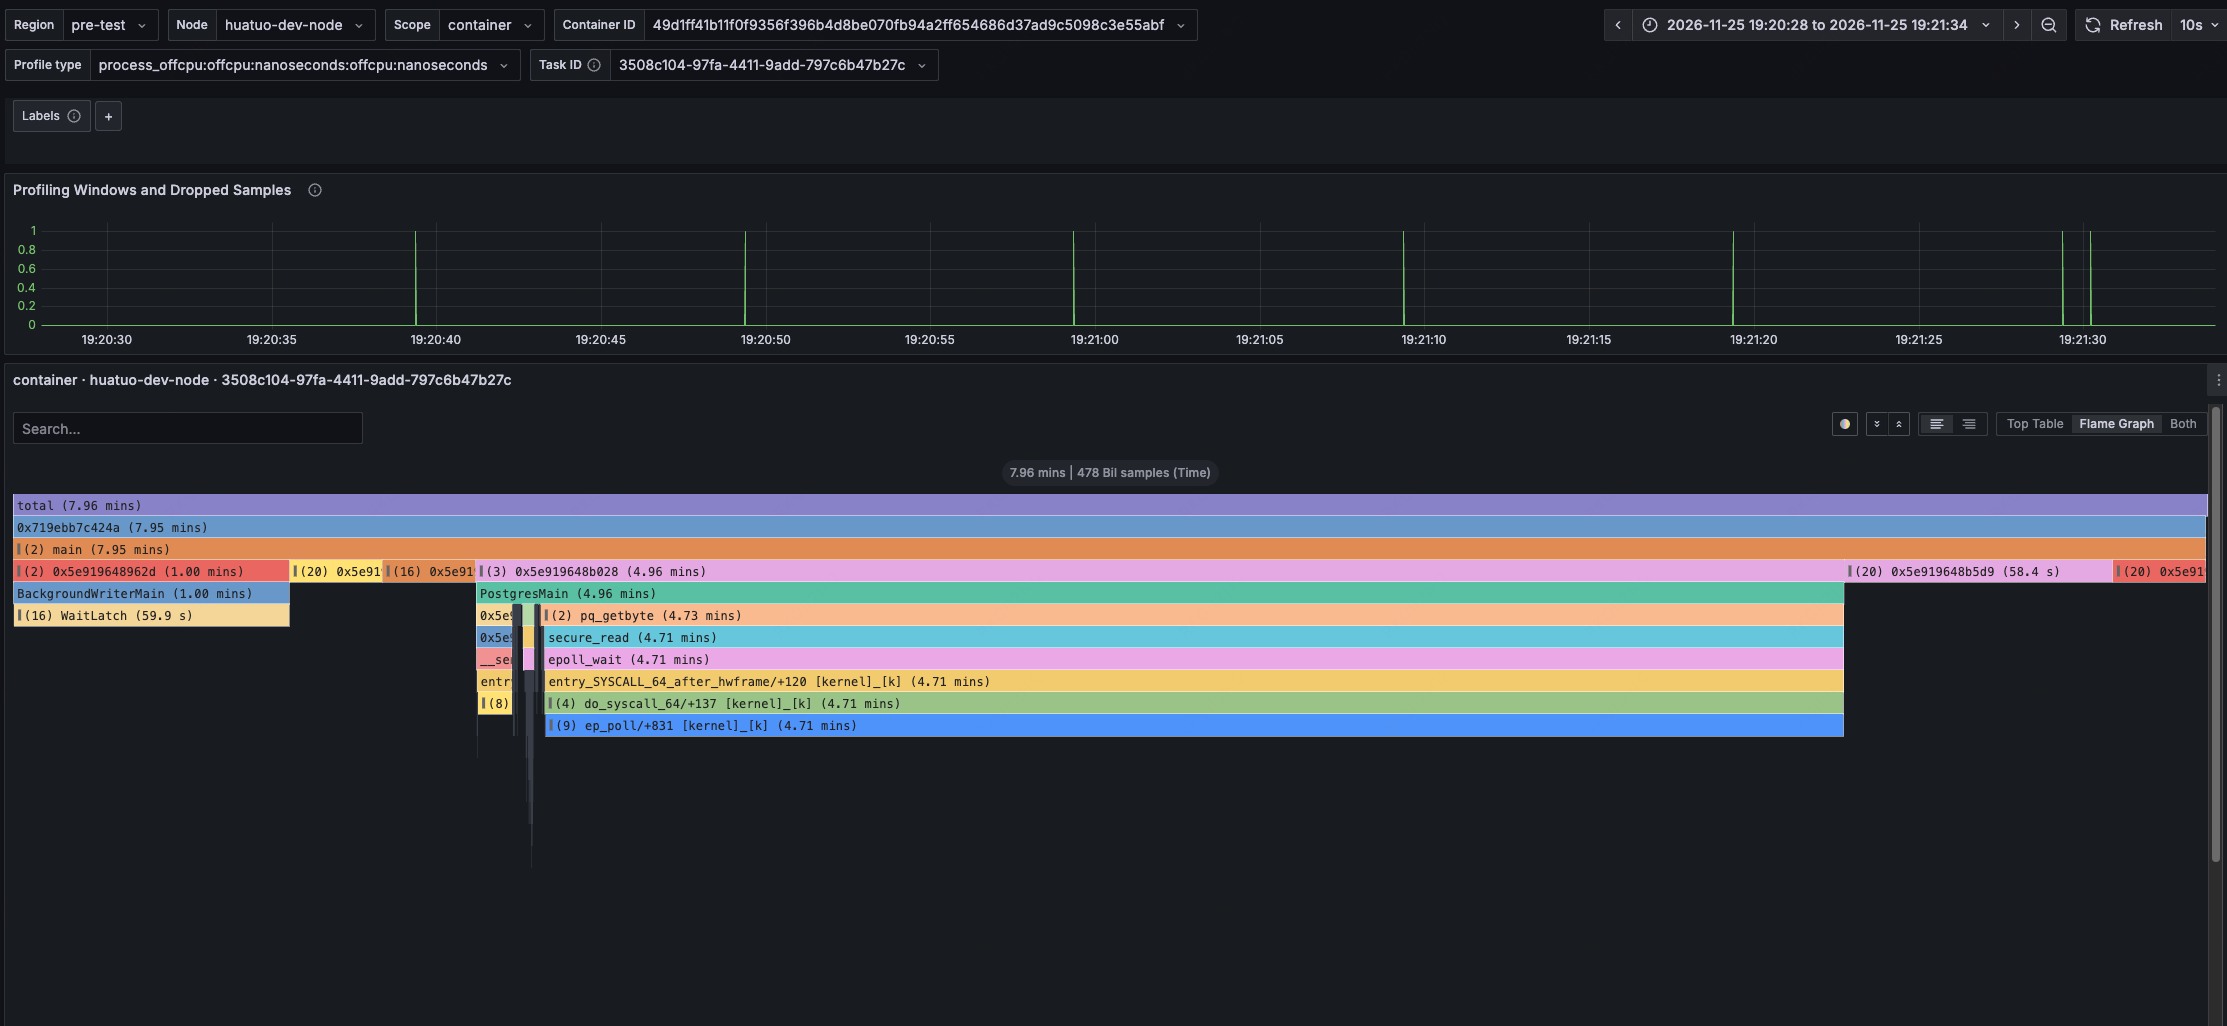 Region pre-test Node huatuo-dev-node Scope container Container ID 49d1ff41b11f0f9356f396b4d8be070fb94a2ff654686d37ad9c5098c3e55abf 2026-11-25 19:20:28 to 2026-11-25 19:21:34 Refresh 10s
Profile type process_offcpu:offcpu:nanoseconds:offcpu:nanoseconds Task ID 3508c104-97fa-4411-9add-797c6b47b27c
Labels +
Profiling Windows and Dropped Samples
1
0.8
0.6
0.4
0.2
0
19:20:30 19:20:35 19:20:40 19:20:45 19:20:50 19:20:55 19:21:00 19:21:05 19:21:10 19:21:15 19:21:20 19:21:25 19:21:30
container · huatuo-dev-node · 3508c104-97fa-4411-9add-797c6b47b27c
Search... Top Table Flame Graph Both
7.96 mins | 478 Bil samples (Time)
total (7.96 mins)
0x719ebb7c424a (7.95 mins)
(2) main (7.95 mins)
(2) 0x5e919648962d (1.00 mins) (20) 0x5e91 (16) 0x5e91 (3) 0x5e919648b028 (4.96 mins) (20) 0x5e919648b5d9 (58.4 s) (20) 0x5e91
BackgroundWriterMain (1.00 mins) PostgresMain (4.96 mins)
(16) WaitLatch (59.9 s) 0x5e9 (2) pq_getbyte (4.73 mins)
0x5e9 secure_read (4.71 mins)
__se epoll_wait (4.71 mins)
entr entry_SYSCALL_64_after_hwframe/+120 [kernel]_[k] (4.71 mins)
(8) (4) do_syscall_64/+137 [kernel]_[k] (4.71 mins)
(9) ep_poll/+831 [kernel]_[k] (4.71 mins)